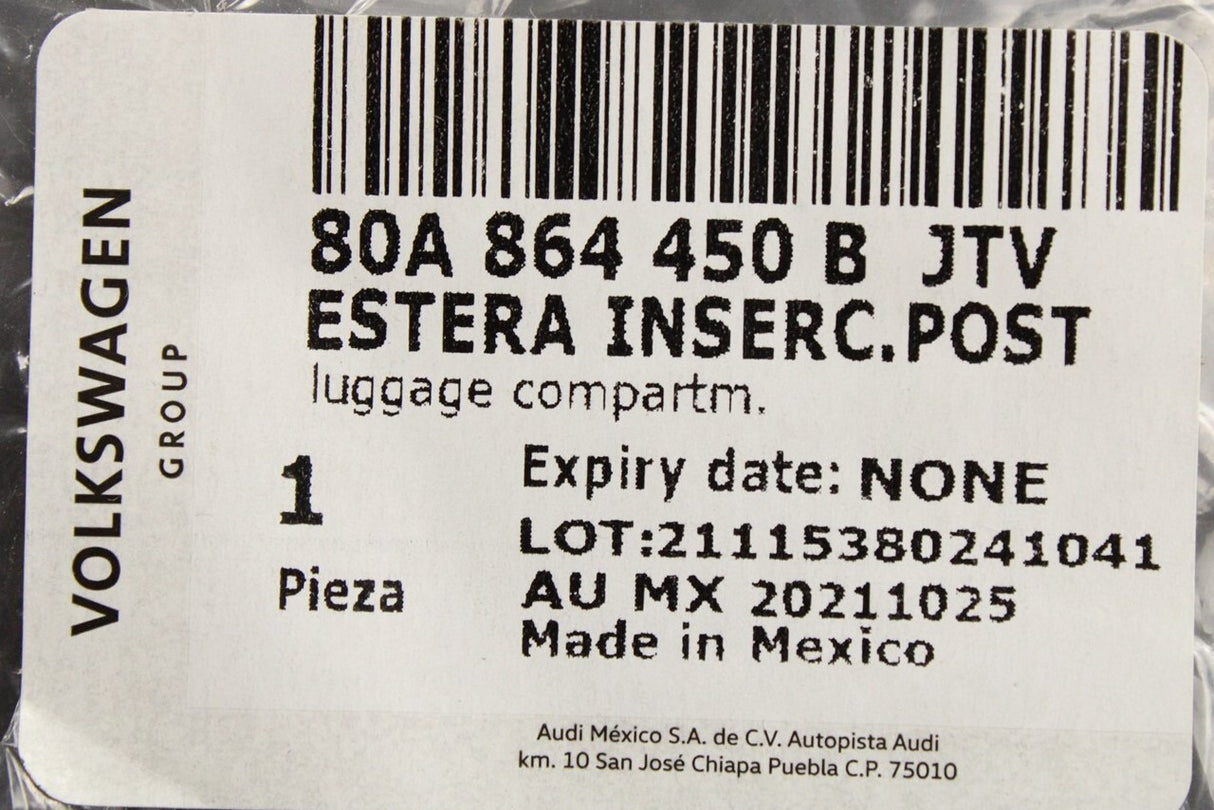 VOLKSWAGEN
GROUP
80A 864 450 B JTV
ESTERA INSERC.POST
luggage compartm.
1
Pieza
Expiry date: NONE
LOT:21115380241041
AU MX 20211025
Made in Mexico
Audi México S.A. de C.V. Autopista Audi
km. 10 San José Chiapa Puebla C.P. 75010